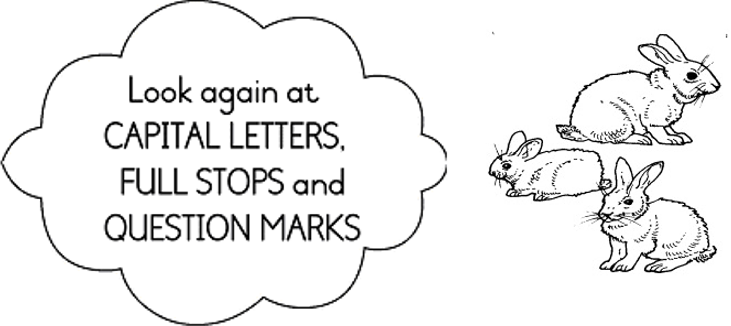 Look again at
CAPITAL LETTERS,
FULL STOPS and
QUESTION MARKS